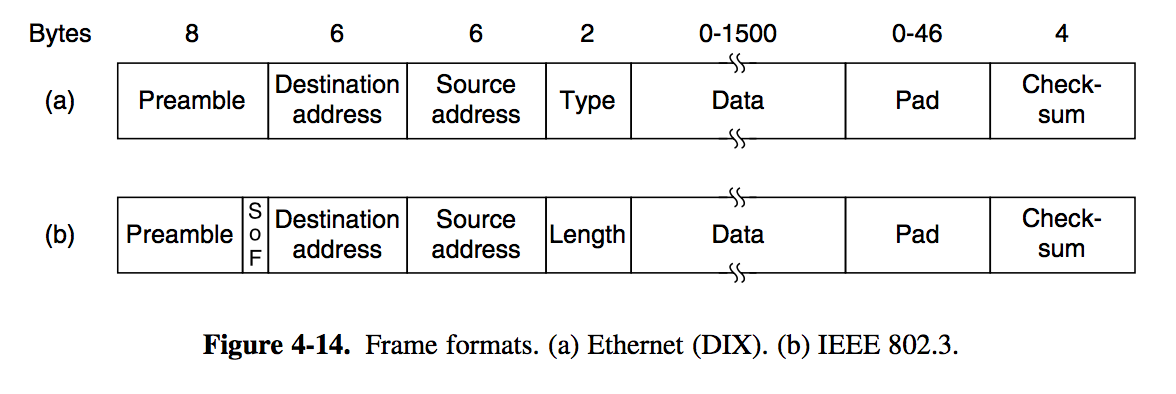 Bytes 8 6 6 2 0-1500 0-46 4
(a) Preamble Destination address Source address Type Data Pad Check-sum
(b) Preamble SoF Destination address Source address Length Data Pad Check-sum
Figure 4-14. Frame formats. (a) Ethernet (DIX). (b) IEEE 802.3.